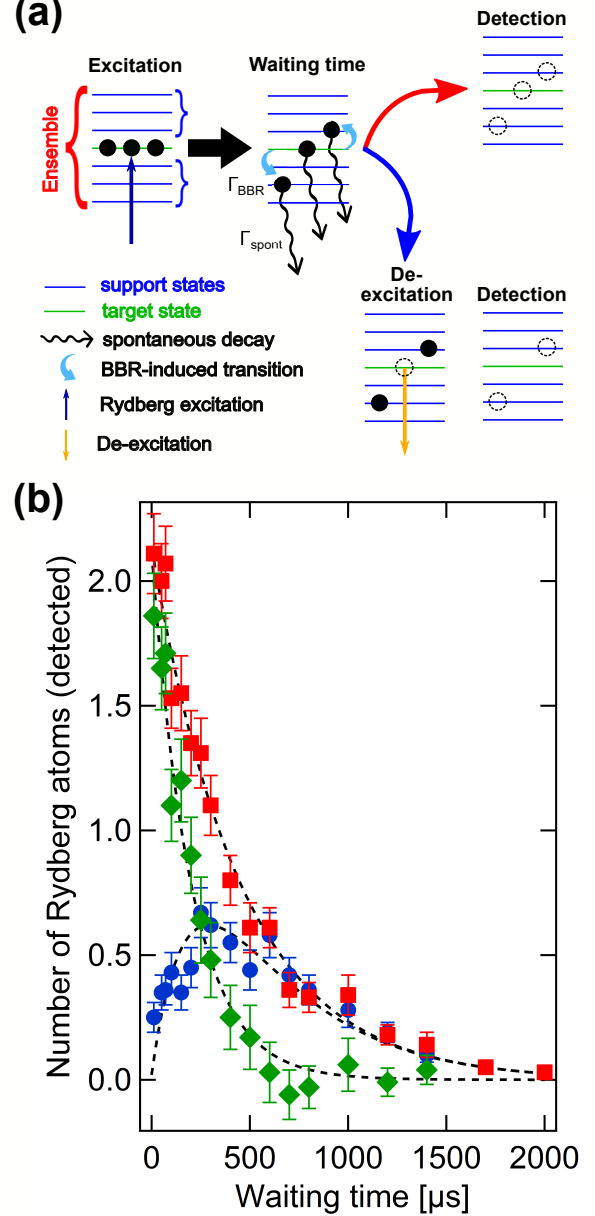 (a)
Detection
Excitation
Waiting time
Ensemble
Γ_BBR
Γ_spont
De-
excitation
Detection
support states
target state
spontaneous decay
BBR-induced transition
Rydberg excitation
De-excitation
(b)
Number of Rydberg atoms (detected)
2.0
1.5
1.0
0.5
0.0
0 500 1000 1500 2000
Waiting time [µs]